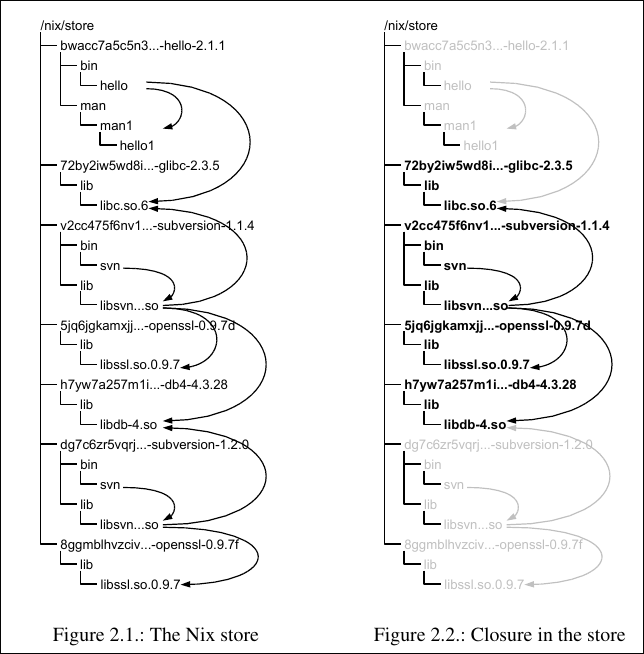 /nix/store
bwacc7a5c5n3...-hello-2.1.1
bin
hello
man
man1
hello1
72by2iw5wd8i...-glibc-2.3.5
lib
libc.so.6
v2cc475f6nv1...-subversion-1.1.4
bin
svn
lib
libsvn...so
5jq6jgkamxjj...-openssl-0.9.7d
lib
libssl.so.0.9.7
h7yw7a257m1i...-db4-4.3.28
lib
libdb-4.so
dg7c6zr5vqrj...-subversion-1.2.0
bin
svn
lib
libsvn...so
8ggmblhvzciv...-openssl-0.9.7f
lib
libssl.so.0.9.7
Figure 2.1.: The Nix store
/nix/store
bwacc7a5c5n3...-hello-2.1.1
bin
hello
man
man1
hello1
72by2iw5wd8i...-glibc-2.3.5
lib
libc.so.6
v2cc475f6nv1...-subversion-1.1.4
bin
svn
lib
libsvn...so
5jq6jgkamxjj...-openssl-0.9.7d
lib
libssl.so.0.9.7
h7yw7a257m1i...-db4-4.3.28
lib
libdb-4.so
dg7c6zr5vqrj...-subversion-1.2.0
bin
svn
lib
libsvn...so
8ggmblhvzciv...-openssl-0.9.7f
lib
libssl.so.0.9.7
Figure 2.2.: Closure in the store